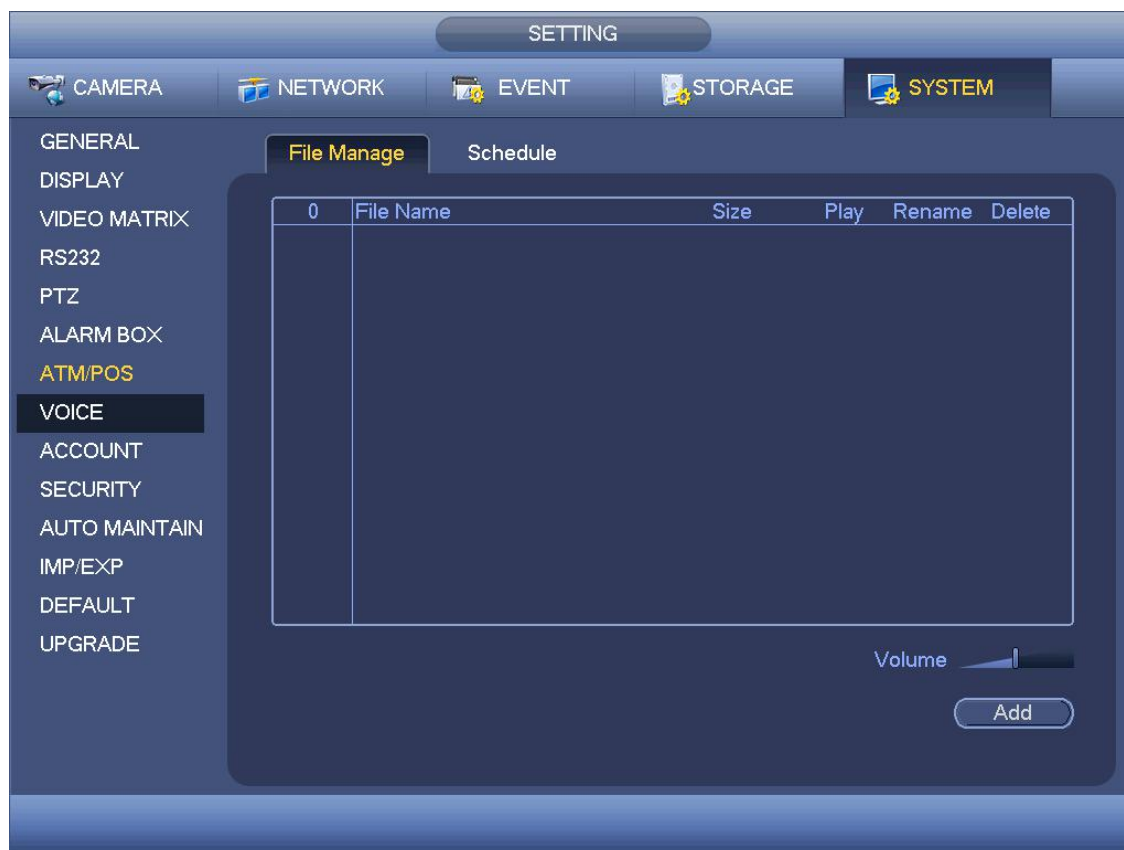 SETTING
CAMERA NETWORK EVENT STORAGE SYSTEM
GENERAL
DISPLAY
VIDEO MATRIX
RS232
PTZ
ALARM BOX
ATM/POS
VOICE
ACCOUNT
SECURITY
AUTO MAINTAIN
IMP/EXP
DEFAULT
UPGRADE
File Manage Schedule
0 File Name Size Play Rename Delete
Volume
Add